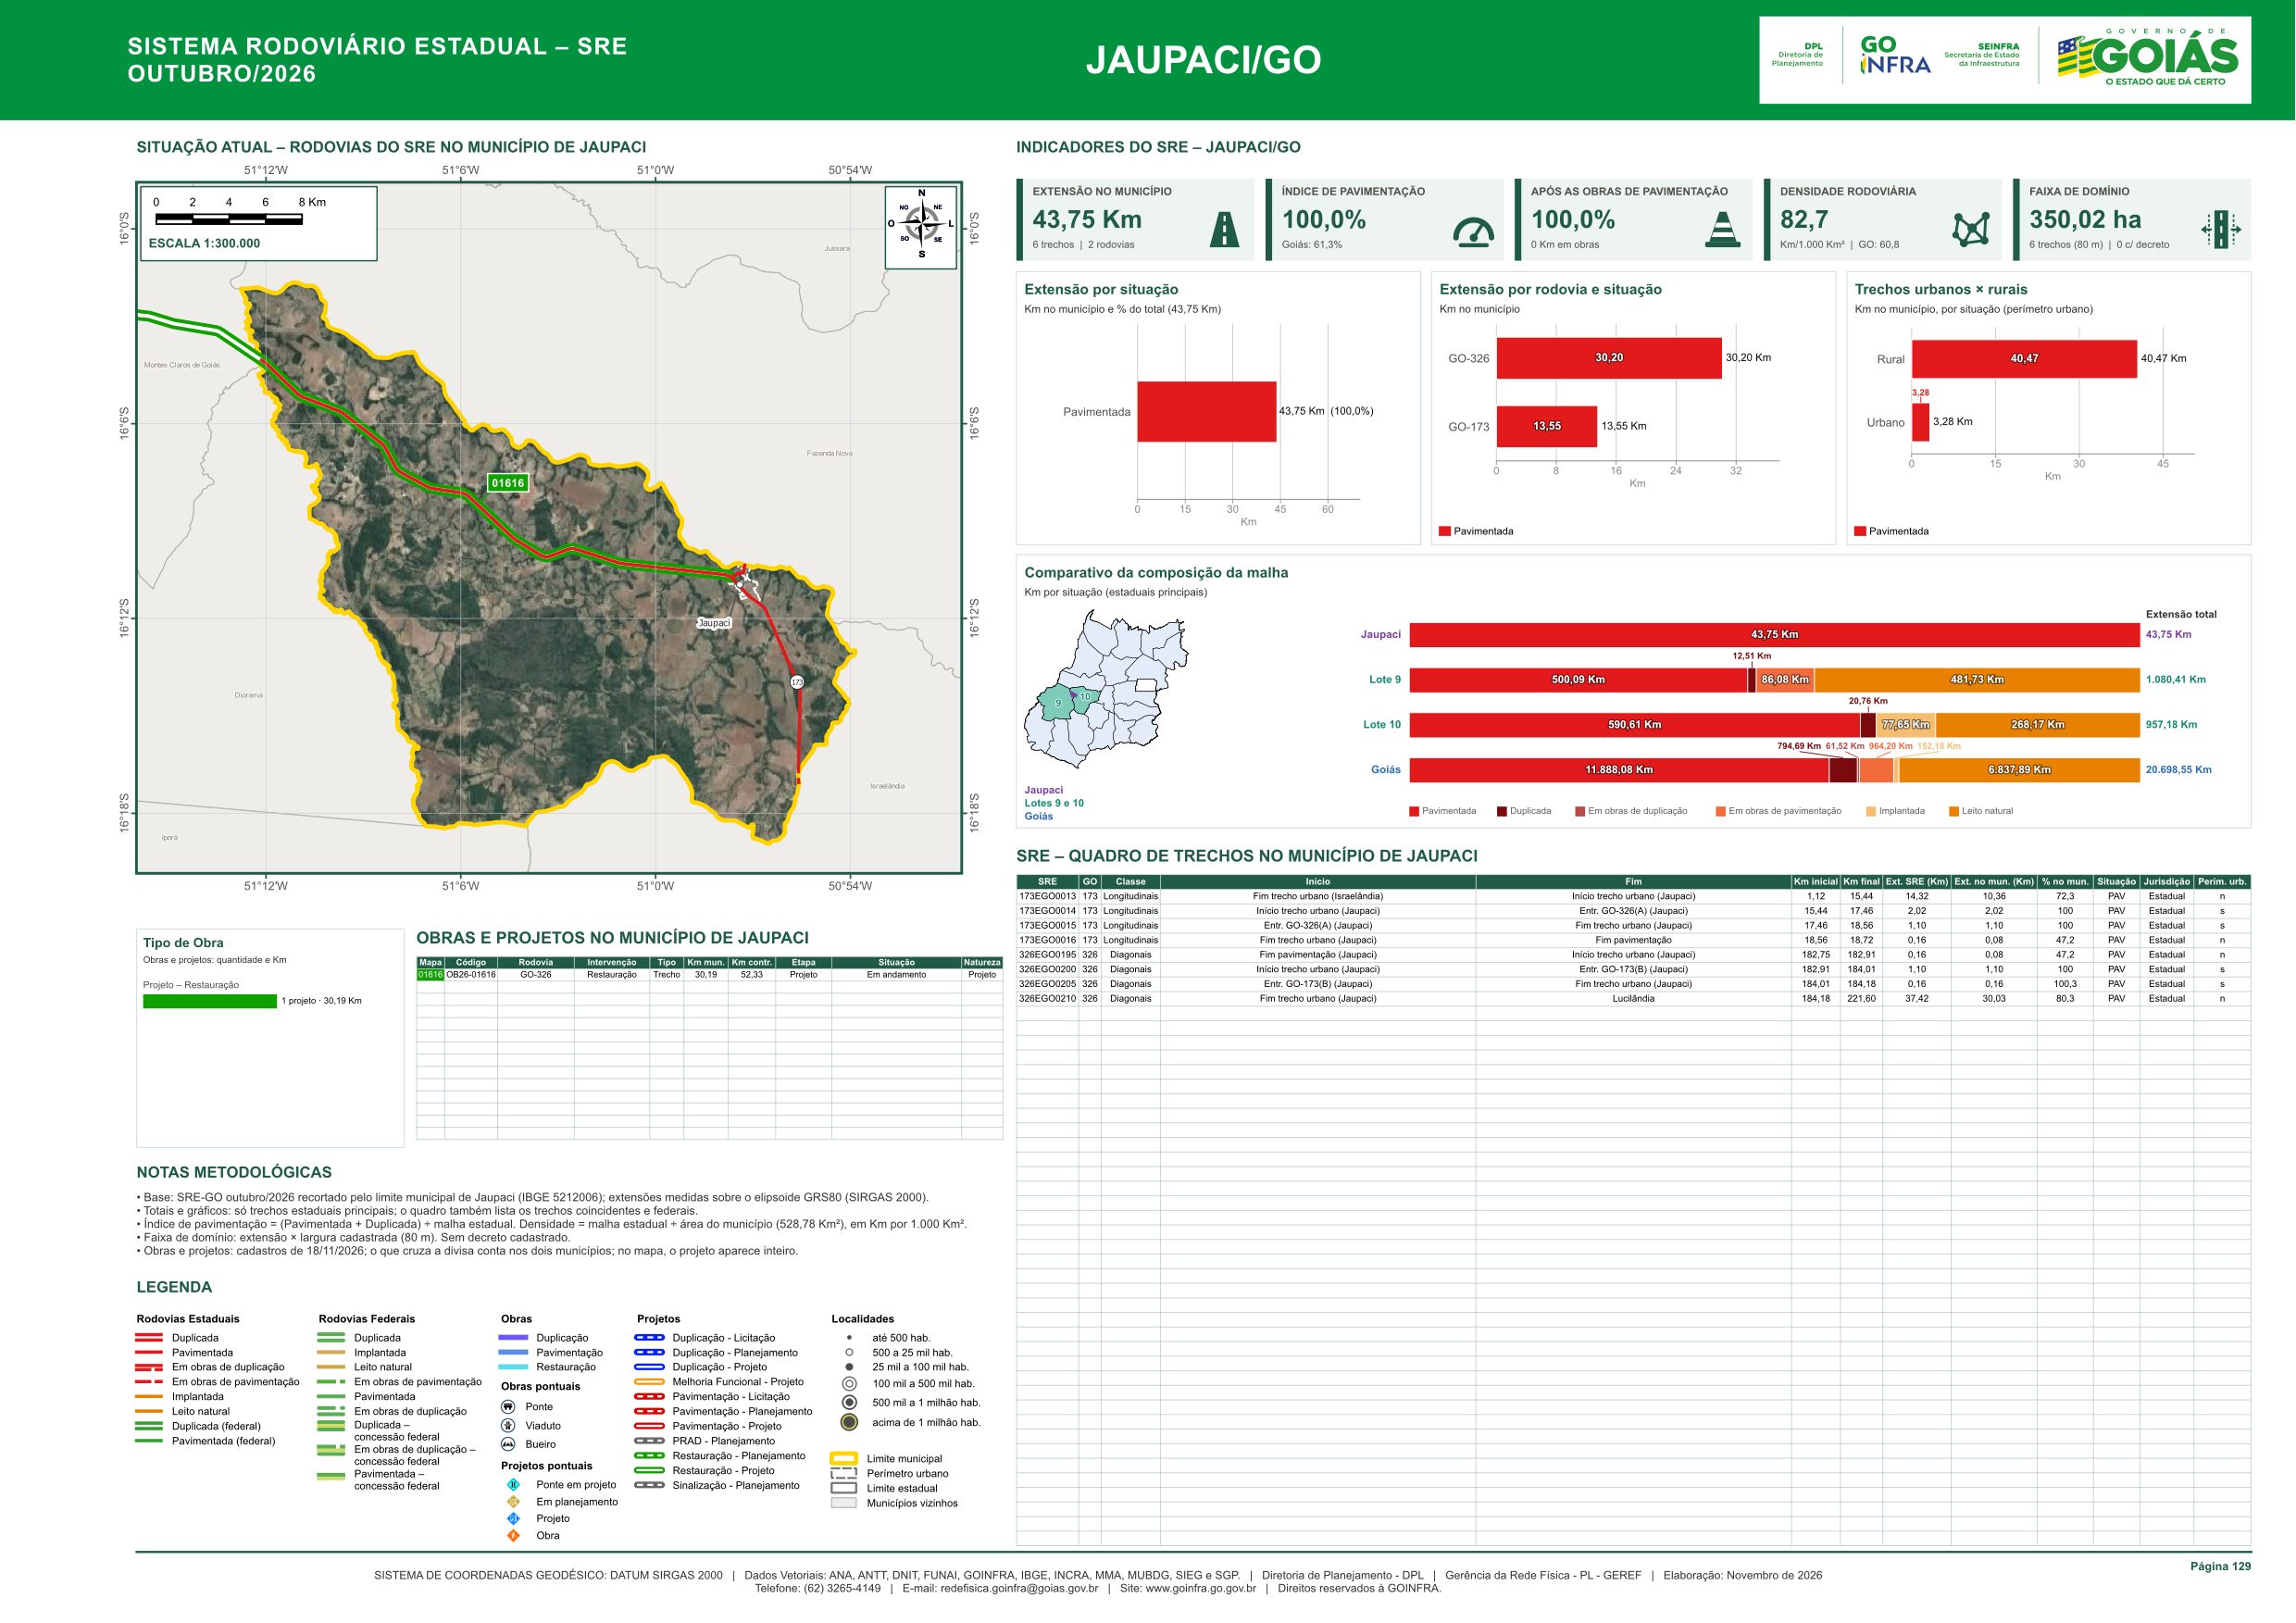 SISTEMA RODOVIÁRIO ESTADUAL – SRE
OUTUBRO/2026
JAUPACI/GO
DPL
Diretoria de
Planejamento
GO
iNFRA
SEINFRA
Secretaria de Estado
da Infraestrutura
GOVERNO DE
GOIÁS
O ESTADO QUE DÁ CERTO
SITUAÇÃO ATUAL – RODOVIAS DO SRE NO MUNICÍPIO DE JAUPACI
51°12'W 51°6'W 51°0'W 50°54'W
0 2 4 6 8 Km
ESCALA 1:300.000
N
NO NE
O L
SO SE
S
16°0'S 16°0'S
Jussara
Montes Claros de Goiás
16°6'S 16°6'S
Fazenda Nova
01616
16°12'S 16°12'S
Jaupaci
173
Diorama
Israelândia
16°18'S 16°18'S
Iporá
51°12'W 51°6'W 51°0'W 50°54'W
INDICADORES DO SRE – JAUPACI/GO
EXTENSÃO NO MUNICÍPIO
43,75 Km
6 trechos | 2 rodovias
ÍNDICE DE PAVIMENTAÇÃO
100,0%
Goiás: 61,3%
APÓS AS OBRAS DE PAVIMENTAÇÃO
100,0%
0 Km em obras
DENSIDADE RODOVIÁRIA
82,7
Km/1.000 Km² | GO: 60,8
FAIXA DE DOMÍNIO
350,02 ha
6 trechos (80 m) | 0 c/ decreto
Extensão por situação
Km no município e % do total (43,75 Km)
Pavimentada 43,75 Km (100,0%)
0 15 30 45 60
Km
Extensão por rodovia e situação
Km no município
GO-326 30,20 30,20 Km
GO-173 13,55 13,55 Km
0 8 16 24 32
Km
Pavimentada
Trechos urbanos × rurais
Km no município, por situação (perímetro urbano)
Rural 40,47 40,47 Km
3,28
Urbano 3,28 Km
0 15 30 45
Km
Pavimentada
Comparativo da composição da malha
Km por situação (estaduais principais)
9 10
Jaupaci
Lotes 9 e 10
Goiás
Extensão total
Jaupaci 43,75 Km 43,75 Km
12,51 Km
Lote 9 500,09 Km 86,08 Km 481,73 Km 1.080,41 Km
20,76 Km
Lote 10 590,61 Km 77,65 Km 268,17 Km 957,18 Km
794,69 Km 61,52 Km 964,20 Km 152,18 Km
Goiás 11.888,08 Km 6.837,89 Km 20.698,55 Km
Pavimentada Duplicada Em obras de duplicação Em obras de pavimentação Implantada Leito natural
SRE – QUADRO DE TRECHOS NO MUNICÍPIO DE JAUPACI
SRE GO Classe Início Fim Km inicial Km final Ext. SRE (Km) Ext. no mun. (Km) % no mun. Situação Jurisdição Perím. urb.
173EGO0013 173 Longitudinais Fim trecho urbano (Israelândia) Início trecho urbano (Jaupaci) 1,12 15,44 14,32 10,36 72,3 PAV Estadual n
173EGO0014 173 Longitudinais Início trecho urbano (Jaupaci) Entr. GO-326(A) (Jaupaci) 15,44 17,46 2,02 2,02 100 PAV Estadual s
173EGO0015 173 Longitudinais Entr. GO-326(A) (Jaupaci) Fim trecho urbano (Jaupaci) 17,46 18,56 1,10 1,10 100 PAV Estadual s
173EGO0016 173 Longitudinais Fim trecho urbano (Jaupaci) Fim pavimentação 18,56 18,72 0,16 0,08 47,2 PAV Estadual n
326EGO0195 326 Diagonais Fim pavimentação (Jaupaci) Início trecho urbano (Jaupaci) 182,75 182,91 0,16 0,08 47,2 PAV Estadual n
326EGO0200 326 Diagonais Início trecho urbano (Jaupaci) Entr. GO-173(B) (Jaupaci) 182,91 184,01 1,10 1,10 100 PAV Estadual s
326EGO0205 326 Diagonais Entr. GO-173(B) (Jaupaci) Fim trecho urbano (Jaupaci) 184,01 184,18 0,16 0,16 100,3 PAV Estadual s
326EGO0210 326 Diagonais Fim trecho urbano (Jaupaci) Lucilândia 184,18 221,60 37,42 30,03 80,3 PAV Estadual n
Tipo de Obra
Obras e projetos: quantidade e Km
Projeto – Restauração
1 projeto · 30,19 Km
OBRAS E PROJETOS NO MUNICÍPIO DE JAUPACI
Mapa Código Rodovia Intervenção Tipo Km mun. Km contr. Etapa Situação Natureza
01616 OB26-01616 GO-326 Restauração Trecho 30,19 52,33 Projeto Em andamento Projeto
NOTAS METODOLÓGICAS
• Base: SRE-GO outubro/2026 recortado pelo limite municipal de Jaupaci (IBGE 5212006); extensões medidas sobre o elipsoide GRS80 (SIRGAS 2000).
• Totais e gráficos: só trechos estaduais principais; o quadro também lista os trechos coincidentes e federais.
• Índice de pavimentação = (Pavimentada + Duplicada) ÷ malha estadual. Densidade = malha estadual ÷ área do município (528,78 Km²), em Km por 1.000 Km².
• Faixa de domínio: extensão × largura cadastrada (80 m). Sem decreto cadastrado.
• Obras e projetos: cadastros de 18/11/2026; o que cruza a divisa conta nos dois municípios; no mapa, o projeto aparece inteiro.
LEGENDA
Rodovias Estaduais
Duplicada
Pavimentada
Em obras de duplicação
Em obras de pavimentação
Implantada
Leito natural
Duplicada (federal)
Pavimentada (federal)
Rodovias Federais
Duplicada
Implantada
Leito natural
Em obras de pavimentação
Pavimentada
Em obras de duplicação
Duplicada –
concessão federal
Em obras de duplicação –
concessão federal
Pavimentada –
concessão federal
Obras
Duplicação
Pavimentação
Restauração
Obras pontuais
Ponte
Viaduto
Bueiro
Projetos pontuais
Ponte em projeto
Em planejamento
Projeto
Obra
Projetos
Duplicação - Licitação
Duplicação - Planejamento
Duplicação - Projeto
Melhoria Funcional - Projeto
Pavimentação - Licitação
Pavimentação - Planejamento
Pavimentação - Projeto
PRAD - Planejamento
Restauração - Planejamento
Restauração - Projeto
Sinalização - Planejamento
Localidades
até 500 hab.
500 a 25 mil hab.
25 mil a 100 mil hab.
100 mil a 500 mil hab.
500 mil a 1 milhão hab.
acima de 1 milhão hab.
Limite municipal
Perímetro urbano
Limite estadual
Municípios vizinhos
Página 129
SISTEMA DE COORDENADAS GEODÉSICO: DATUM SIRGAS 2000 | Dados Vetoriais: ANA, ANTT, DNIT, FUNAI, GOINFRA, IBGE, INCRA, MMA, MUBDG, SIEG e SGP. | Diretoria de Planejamento - DPL | Gerência da Rede Física - PL - GEREF | Elaboração: Novembro de 2026
Telefone: (62) 3265-4149 | E-mail: redefisica.goinfra@goias.gov.br | Site: www.goinfra.go.gov.br | Direitos reservados à GOINFRA.